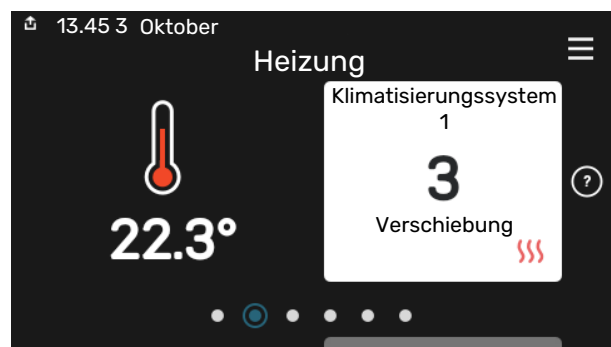 13.45 3 Oktober
Heizung
Klimatisierungssystem
1
3
Verschiebung
22.3°
?